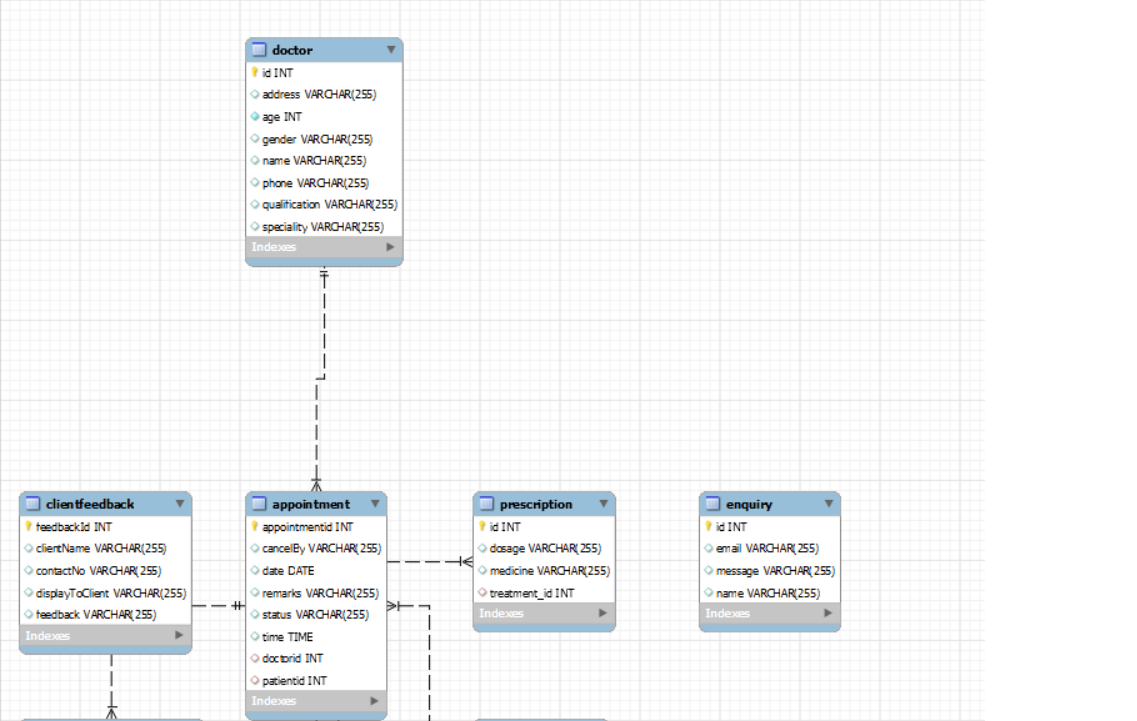 doctor
id INT
address VARCHAR(255)
age INT
gender VARCHAR(255)
name VARCHAR(255)
phone VARCHAR(255)
qualification VARCHAR(255)
speciality VARCHAR(255)
Indexes
clientfeedback
feedbackId INT
clientName VARCHAR(255)
contactNo VARCHAR(255)
displayToClient VARCHAR(255)
feedback VARCHAR(255)
Indexes
appointment
appointmentid INT
cancelBy VARCHAR(255)
date DATE
remarks VARCHAR(255)
status VARCHAR(255)
time TIME
doctorid INT
patientid INT
Indexes
prescription
id INT
dosage VARCHAR(255)
medicine VARCHAR(255)
treatment_id INT
Indexes
enquiry
id INT
email VARCHAR(255)
message VARCHAR(255)
name VARCHAR(255)
Indexes